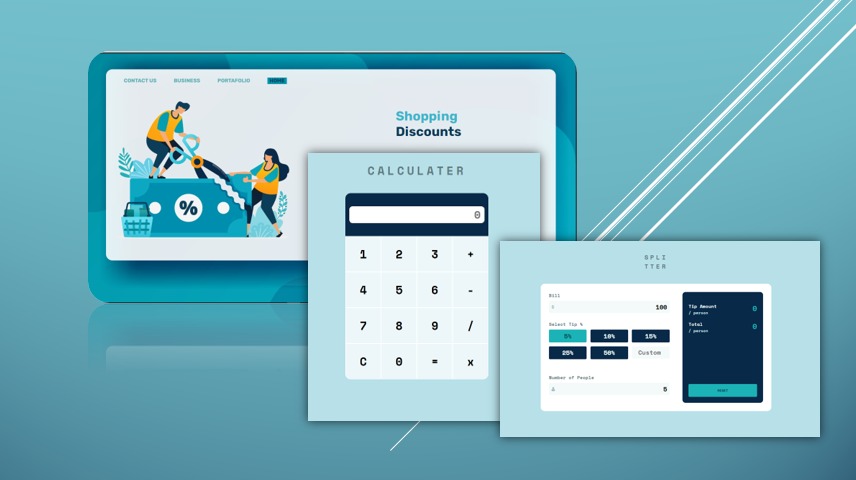 CONTACT US BUSINESS PORTAFOLIO HOME
Shopping
Discounts
%
CALCULATER
0
1 2 3 +
4 5 6 -
7 8 9 /
C 0 = x
SPLI
TTER
Bill
100
Select Tip %
5% 10% 15%
25% 50% Custom
Number of People
5
Tip Amount
/ person
0
Total
/ person
0
RESET